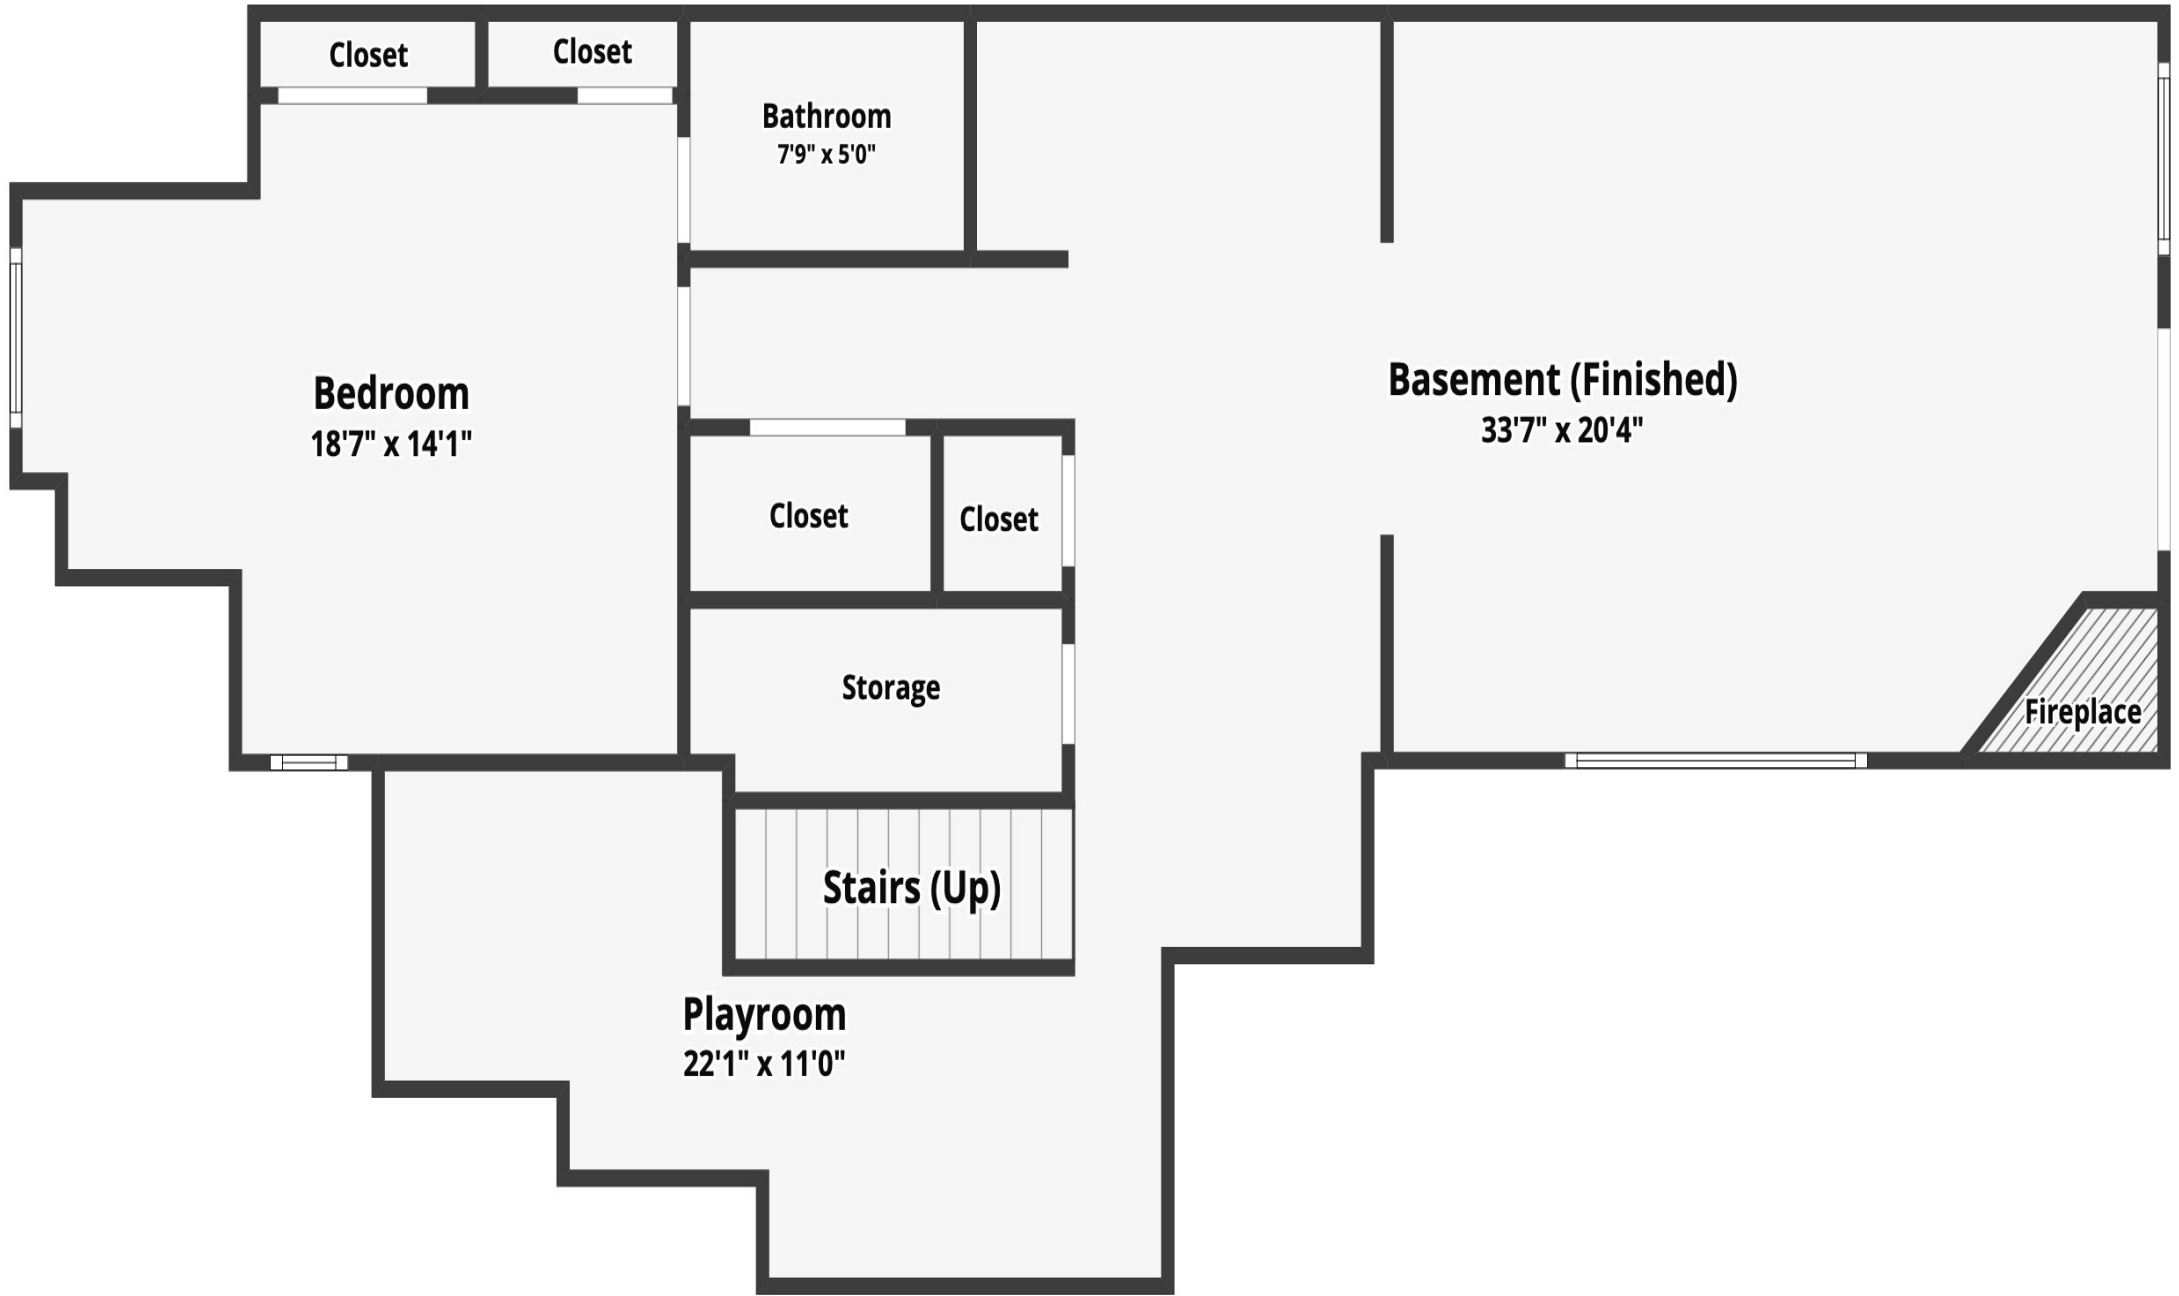 Closet
Closet
Bathroom
7'9" x 5'0"
Bedroom
18'7" x 14'1"
Basement (Finished)
33'7" x 20'4"
Closet
Closet
Storage
Fireplace
Stairs (Up)
Playroom
22'1" x 11'0"